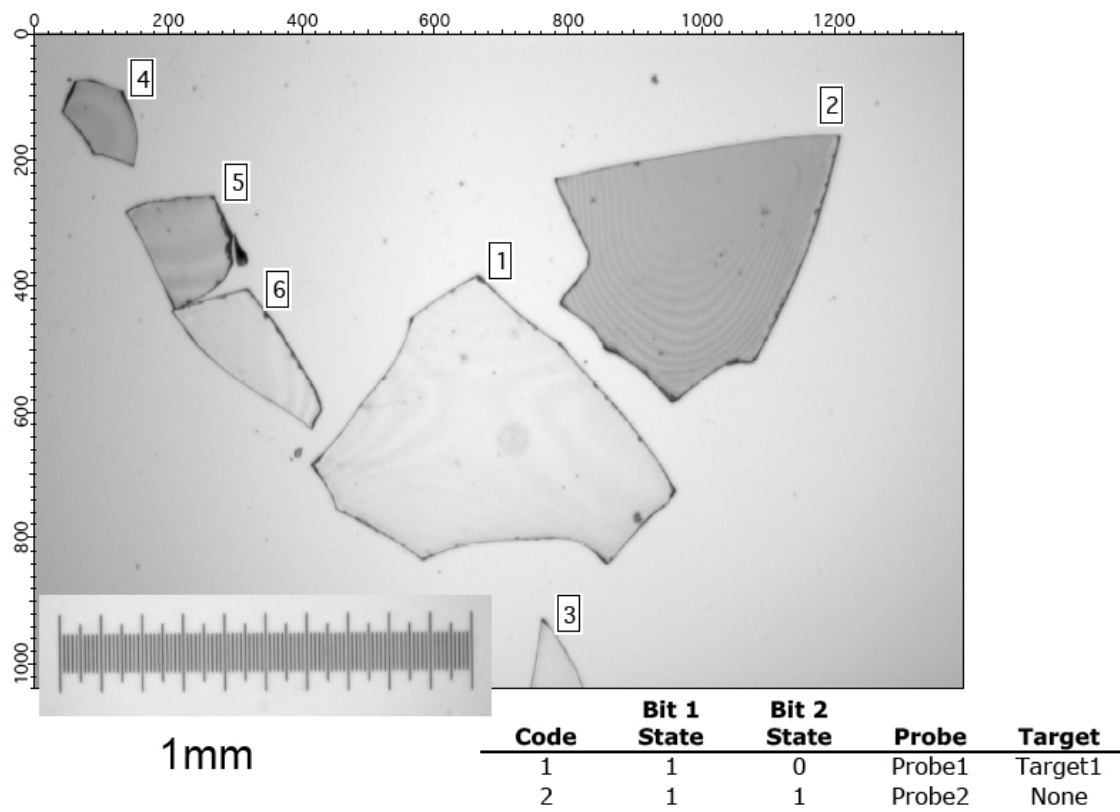 0 200 400 600 800 1000 1200
0
200
400
600
800
1000
4
2
5
1
6
3
1mm
Bit 1 Bit 2
Code State State Probe Target
1 1 0 Probe1 Target1
2 1 1 Probe2 None